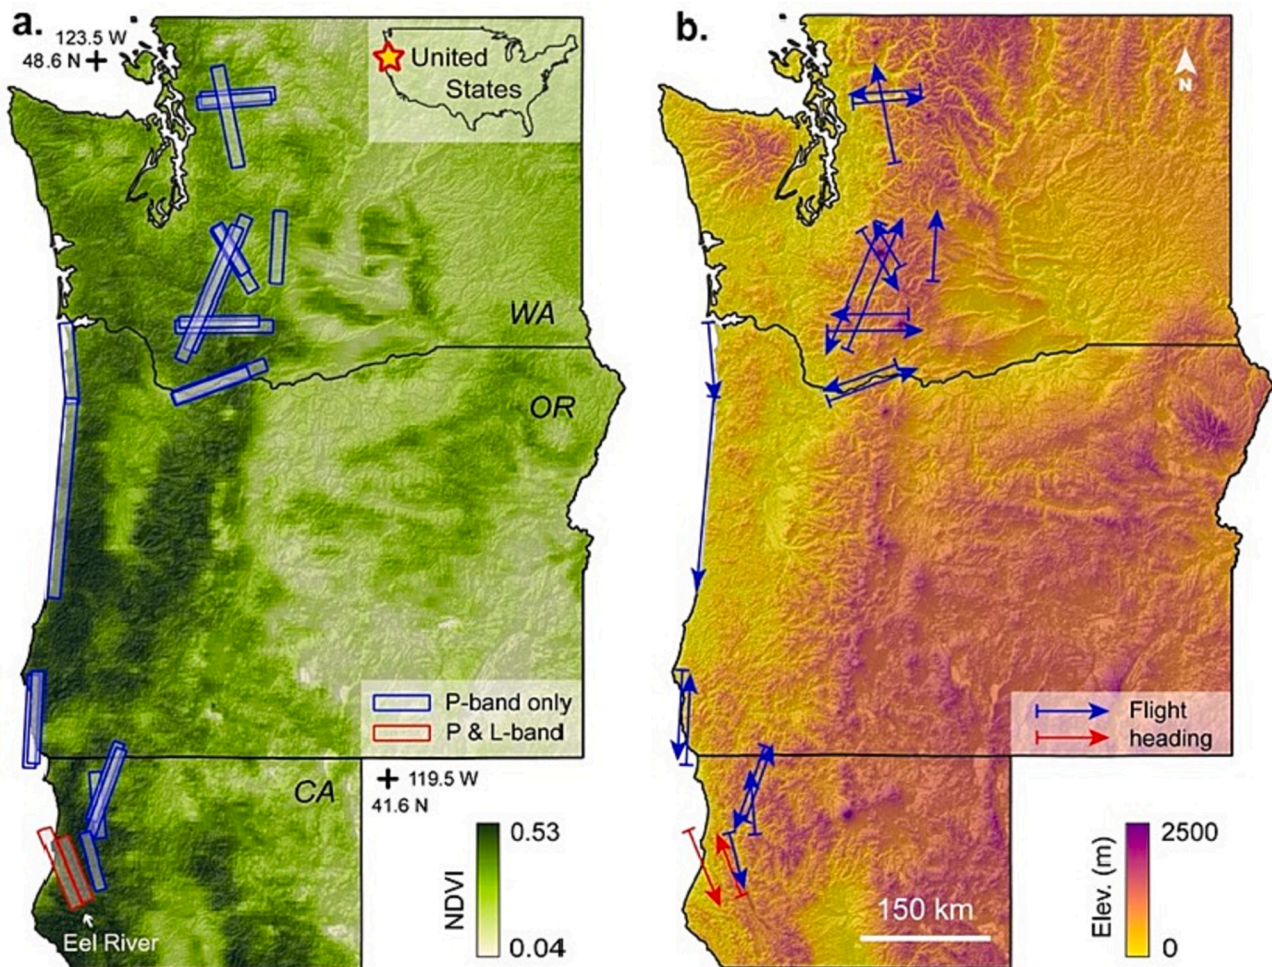 a.
123.5 W
48.6 N
United
States
WA
OR
P-band only
P & L-band
CA
119.5 W
41.6 N
NDVI
0.53
0.04
Eel River
b.
N
Flight
heading
Elev. (m)
2500
0
150 km